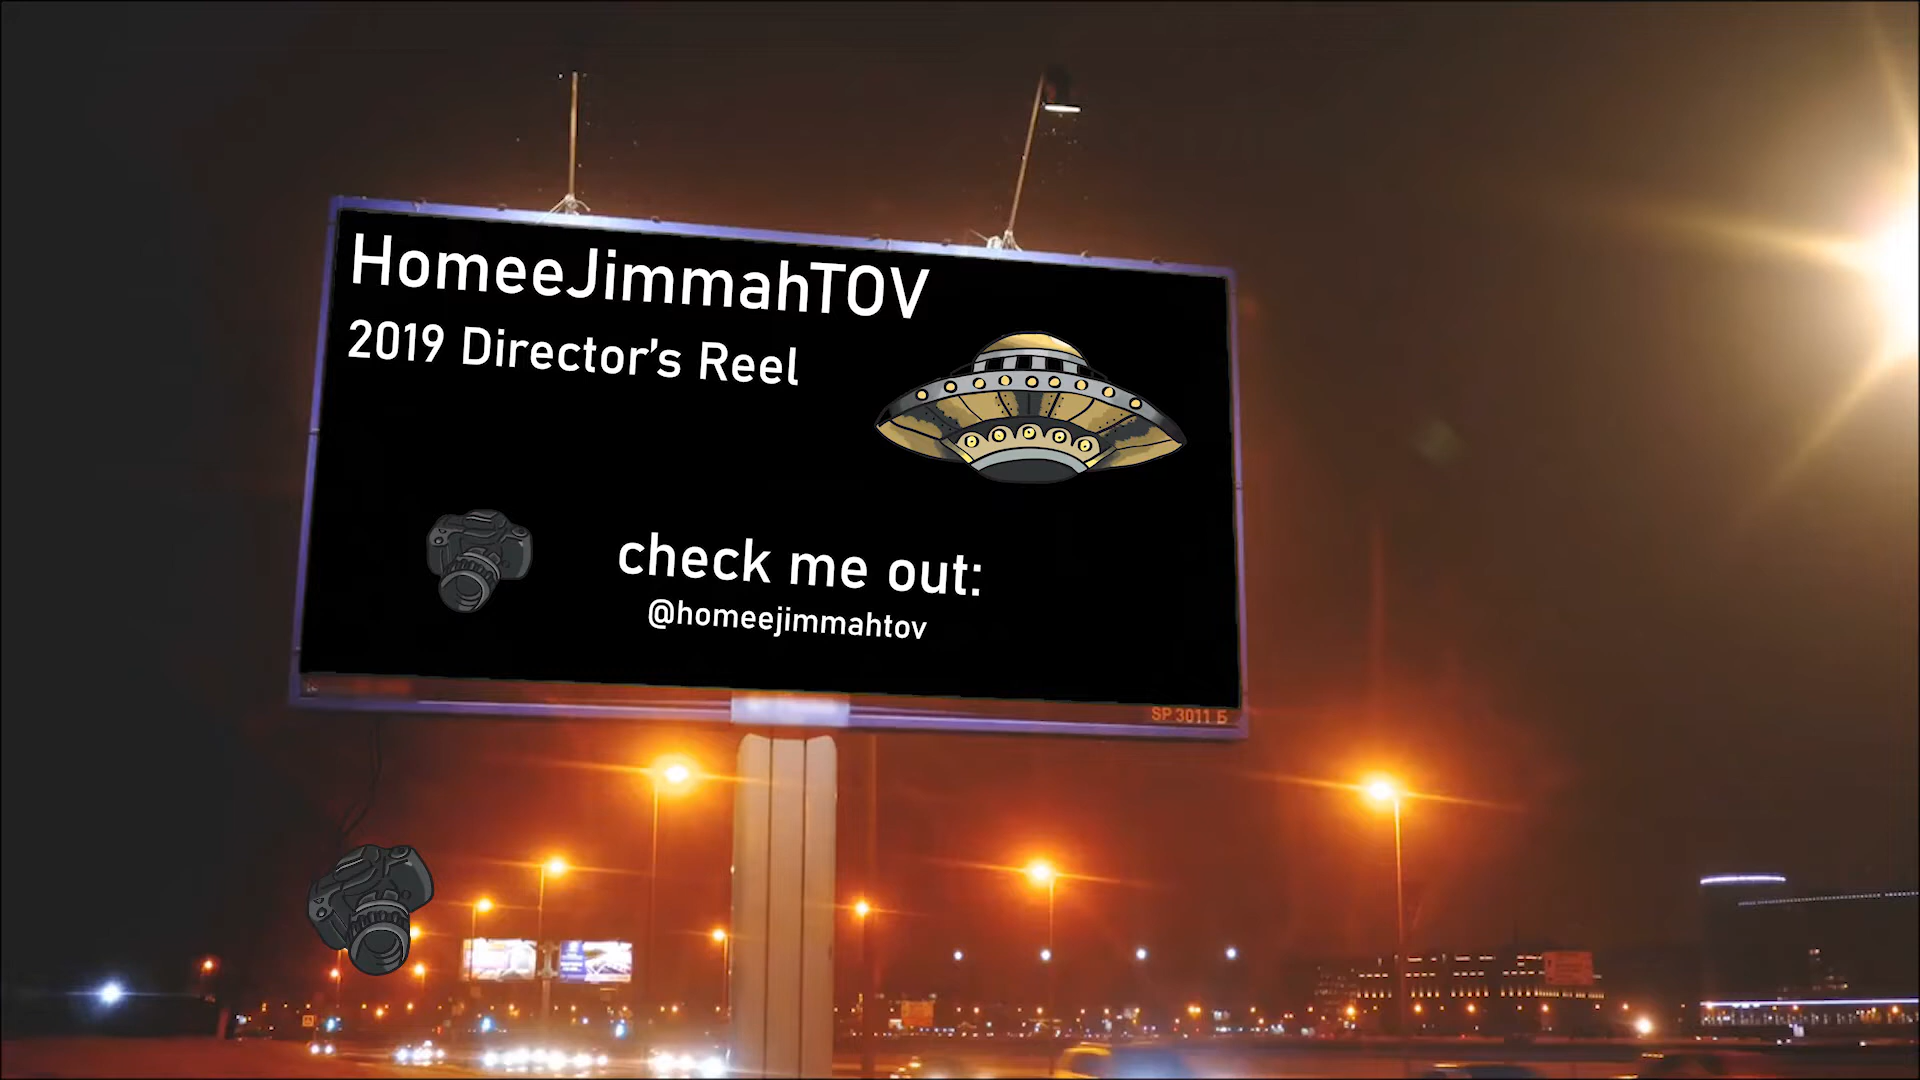 HomeeJimmahTOV
2019 Director's Reel
check me out:
@homeejimmahtov
SP 3011 Б